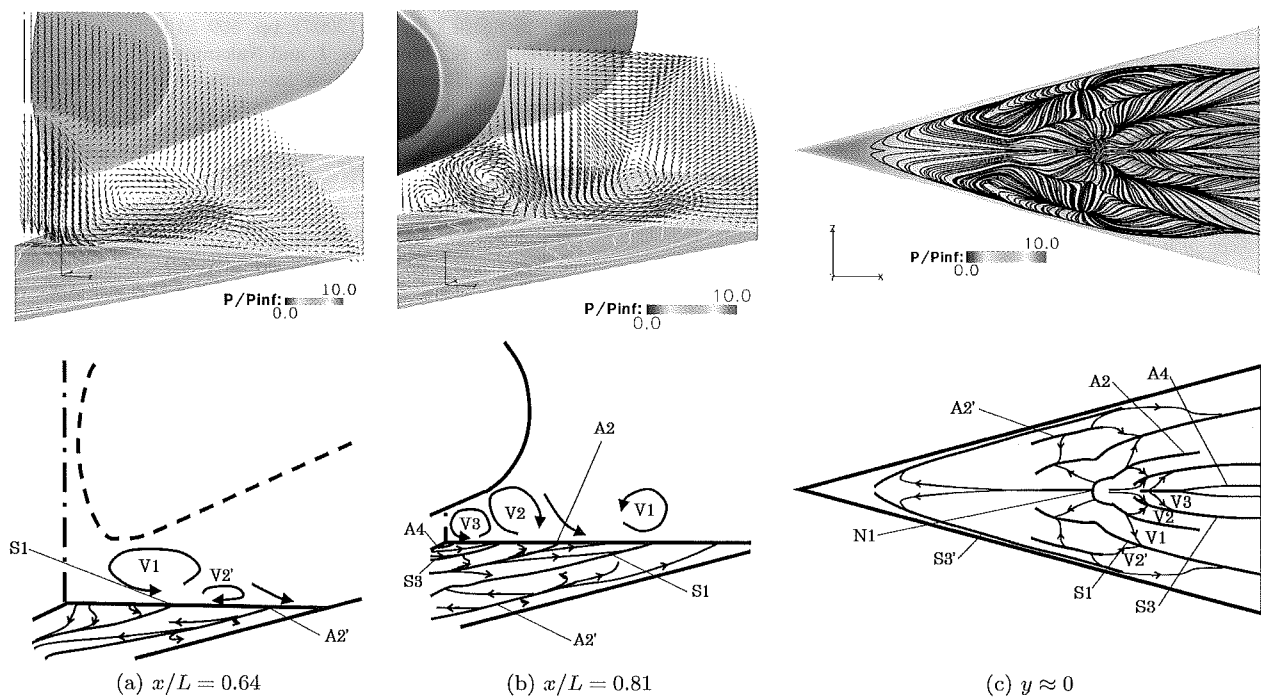 P/Pinf: 10.0
0.0
P/Pinf: 10.0
0.0
z
x
P/Pinf: 10.0
0.0
S1
V1
V2'
A2'
A2
A4
V3
V2
V1
S3
S1
A2'
A2
A4
A2'
V3
V2
V1
N1
S3'
V2'
S1
S3
(a) x/L = 0.64
(b) x/L = 0.81
(c) y ≈ 0